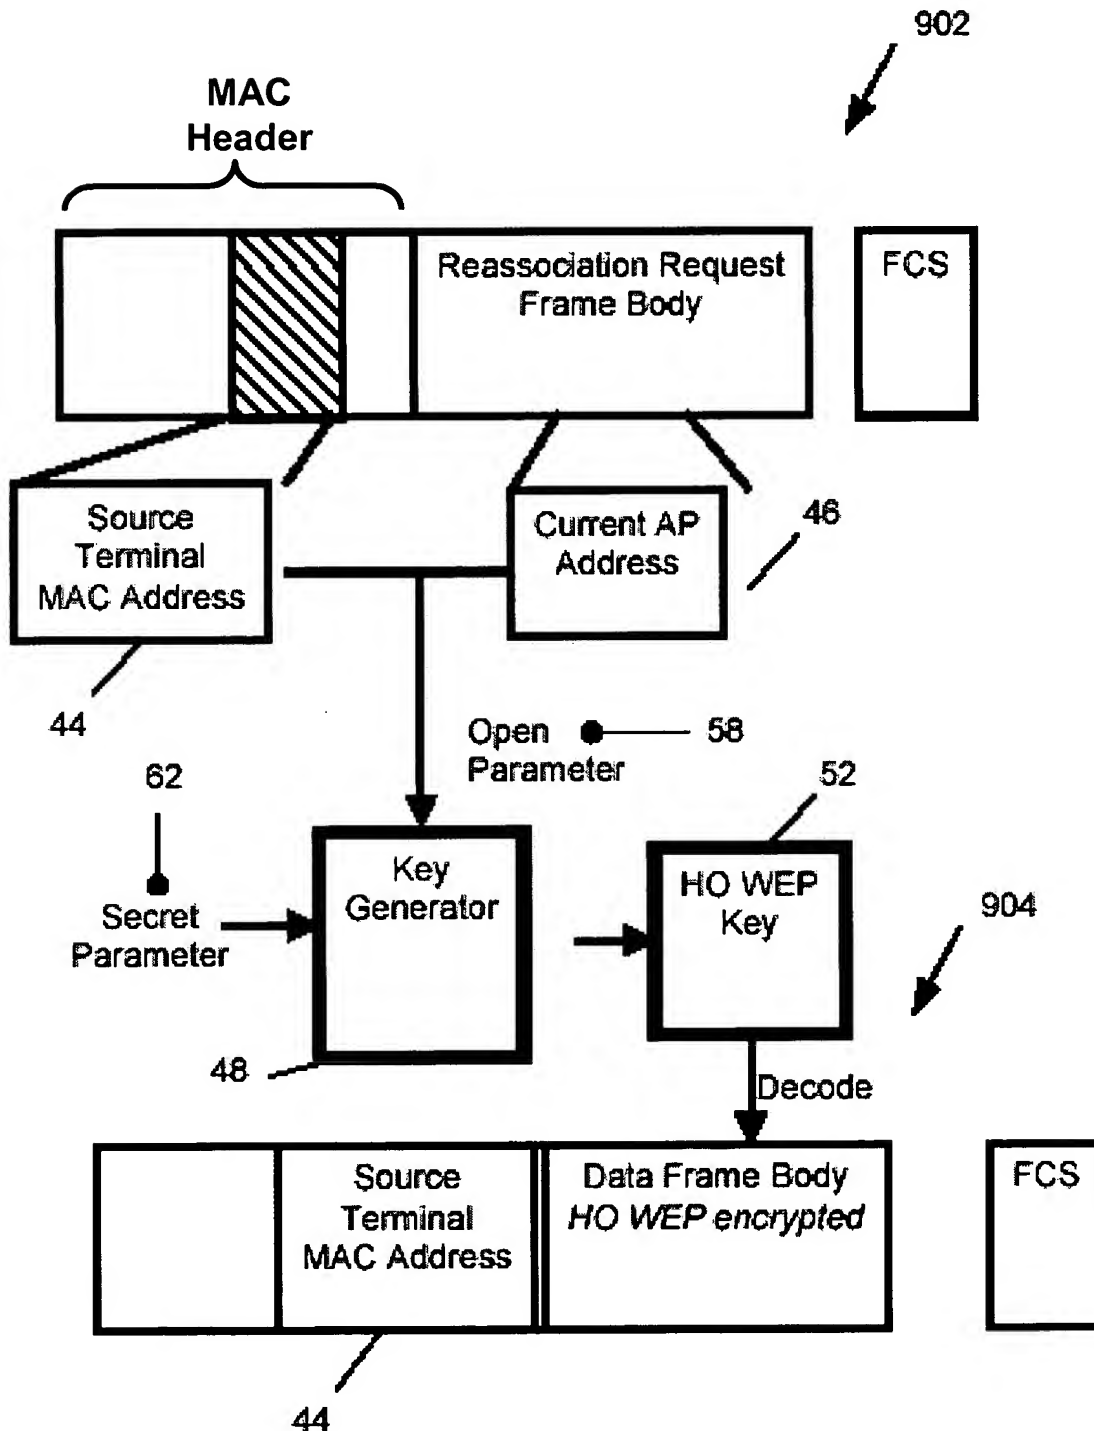 902
MAC
Header
Reassociation Request
Frame Body
FCS
Source
Terminal
MAC Address
Current AP
Address
46
44
Open
Parameter
58
62
52
Key
Generator
HO WEP
Key
Secret
Parameter
904
48
Decode
Source
Terminal
MAC Address
Data Frame Body
HO WEP encrypted
FCS
44